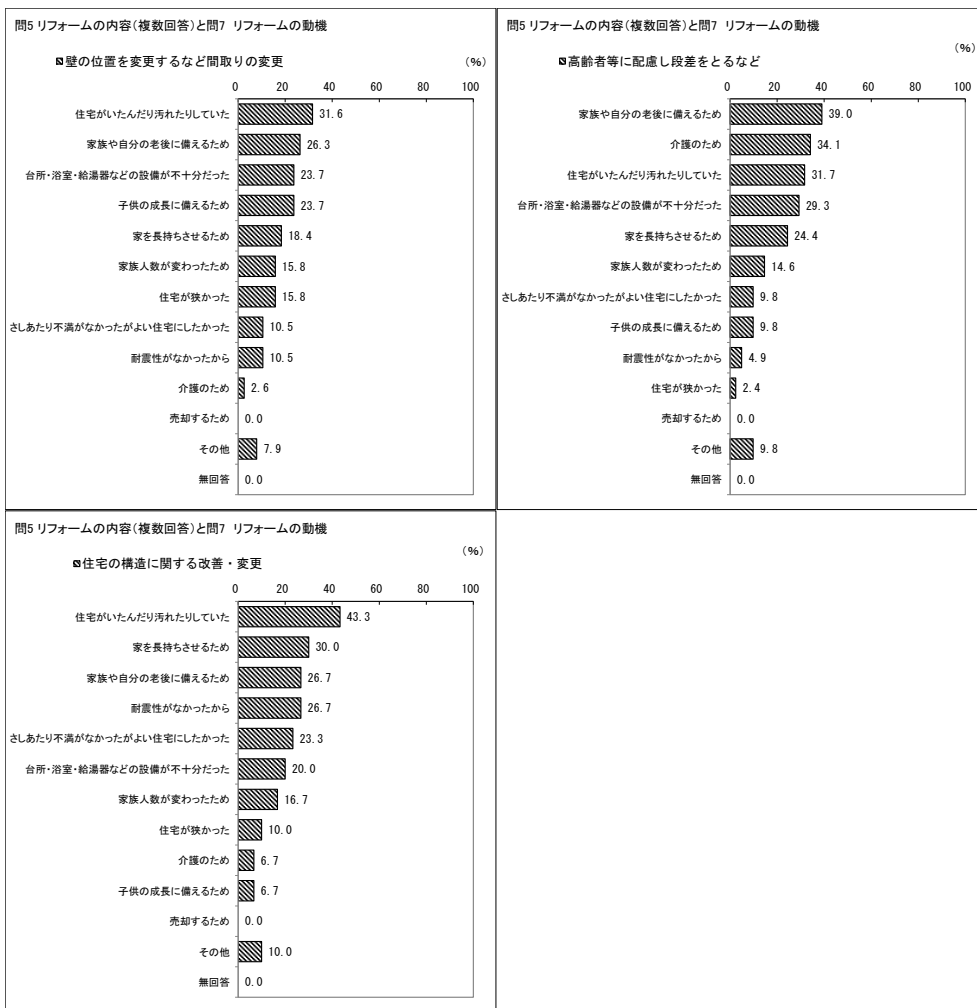 問5 リフォームの内容(複数回答)と問7 リフォームの動機
壁の位置を変更するなど間取りの変更
(%)
0 20 40 60 80 100
住宅がいたんだり汚れたりしていた 31.6
家族や自分の老後に備えるため 26.3
台所・浴室・給湯器などの設備が不十分だった 23.7
子供の成長に備えるため 23.7
家を長持ちさせるため 18.4
家族人数が変わったため 15.8
住宅が狭かった 15.8
さしあたり不満がなかったがよい住宅にしたかった 10.5
耐震性がなかったから 10.5
介護のため 2.6
売却するため 0.0
その他 7.9
無回答 0.0
問5 リフォームの内容(複数回答)と問7 リフォームの動機
(%)
高齢者等に配慮し段差をとるなど
0 20 40 60 80 100
家族や自分の老後に備えるため 39.0
介護のため 34.1
住宅がいたんだり汚れたりしていた 31.7
台所・浴室・給湯器などの設備が不十分だった 29.3
家を長持ちさせるため 24.4
家族人数が変わったため 14.6
さしあたり不満がなかったがよい住宅にしたかった 9.8
子供の成長に備えるため 9.8
耐震性がなかったから 4.9
住宅が狭かった 2.4
売却するため 0.0
その他 9.8
無回答 0.0
問5 リフォームの内容(複数回答)と問7 リフォームの動機
(%)
住宅の構造に関する改善・変更
0 20 40 60 80 100
住宅がいたんだり汚れたりしていた 43.3
家を長持ちさせるため 30.0
家族や自分の老後に備えるため 26.7
耐震性がなかったから 26.7
さしあたり不満がなかったがよい住宅にしたかった 23.3
台所・浴室・給湯器などの設備が不十分だった 20.0
家族人数が変わったため 16.7
住宅が狭かった 10.0
介護のため 6.7
子供の成長に備えるため 6.7
売却するため 0.0
その他 10.0
無回答 0.0